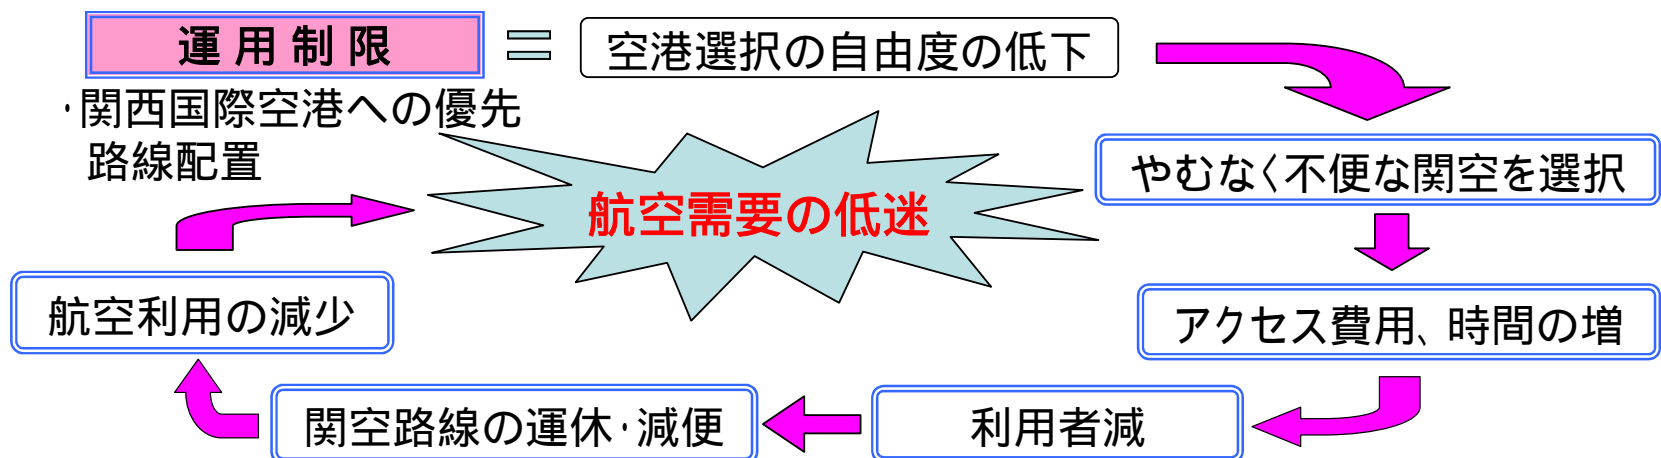 運用制限
=
空港選択の自由度の低下
・関西国際空港への優先
路線配置
航空需要の低迷
やむなく不便な関空を選択
アクセス費用、時間の増
利用者減
関空路線の運休・減便
航空利用の減少